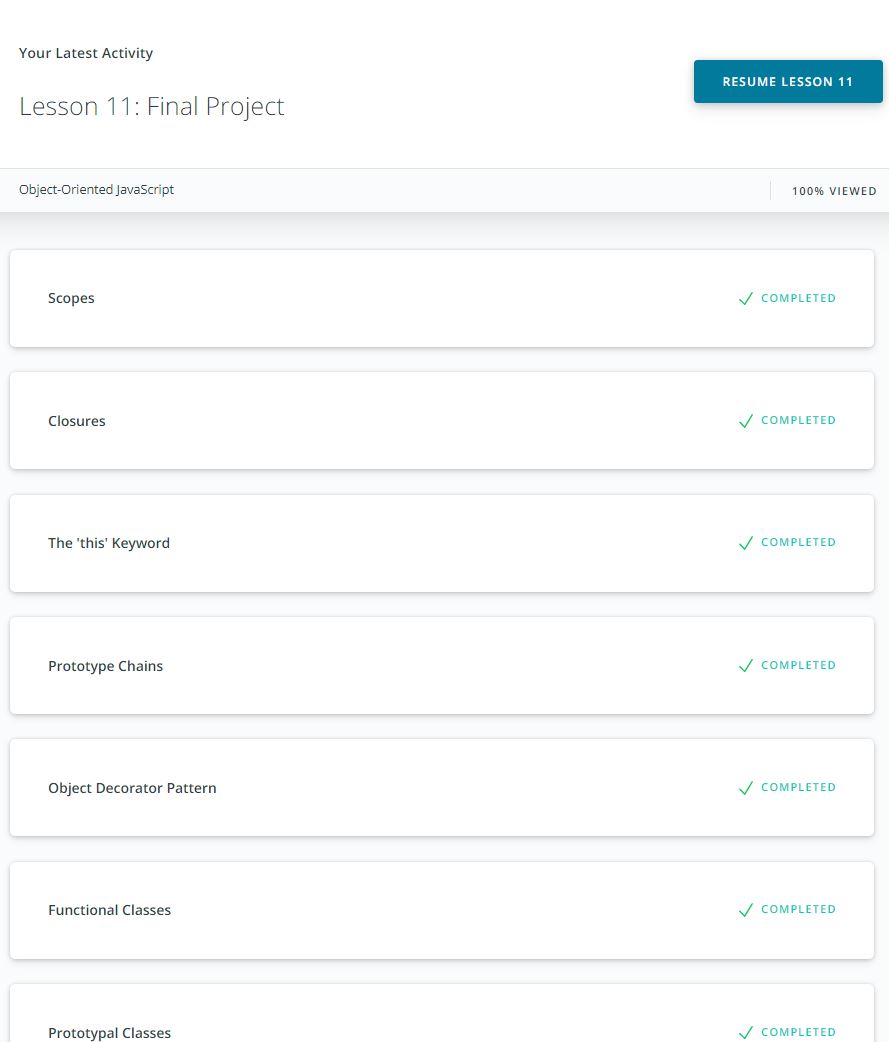 Your Latest Activity
Lesson 11: Final Project
RESUME LESSON 11
Object-Oriented JavaScript
100% VIEWED
Scopes
COMPLETED
Closures
COMPLETED
The 'this' Keyword
COMPLETED
Prototype Chains
COMPLETED
Object Decorator Pattern
COMPLETED
Functional Classes
COMPLETED
Prototypal Classes
COMPLETED